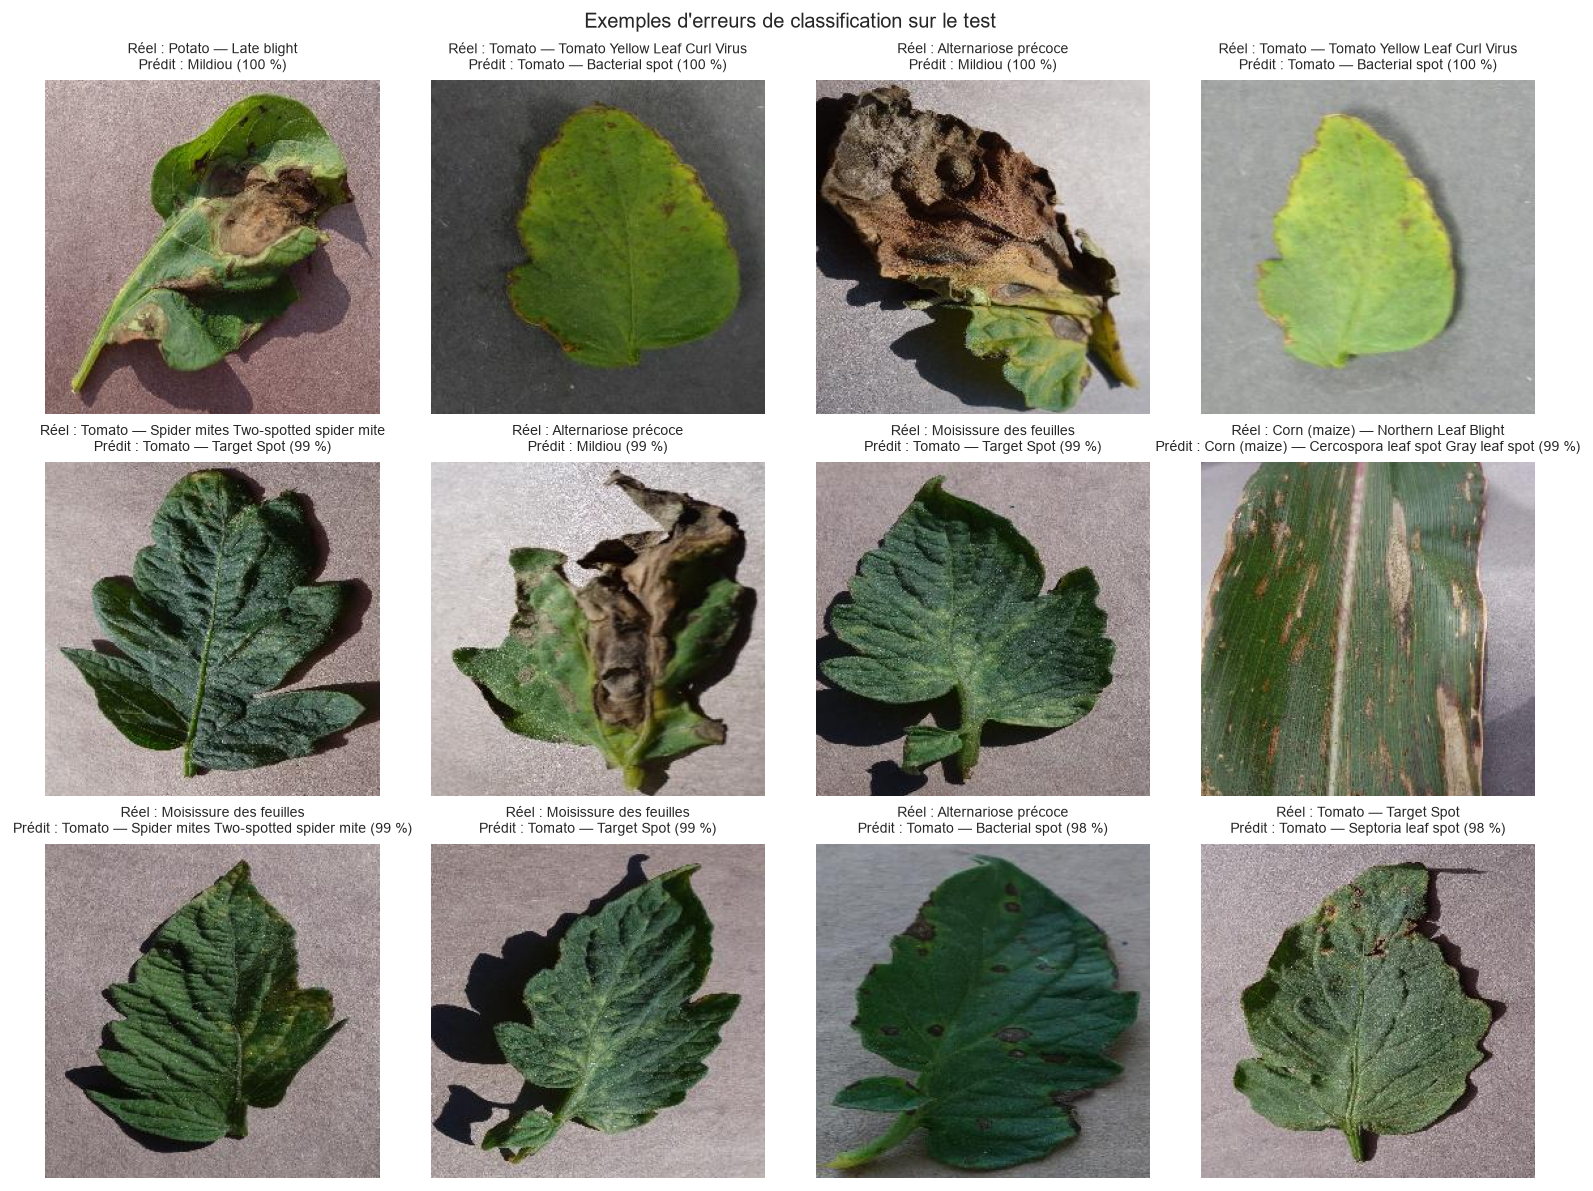 Exemples d'erreurs de classification sur le test
Réel : Potato — Late blight
Prédit : Mildiou (100 %)
Réel : Tomato — Tomato Yellow Leaf Curl Virus
Prédit : Tomato — Bacterial spot (100 %)
Réel : Alternariose précoce
Prédit : Mildiou (100 %)
Réel : Tomato — Tomato Yellow Leaf Curl Virus
Prédit : Tomato — Bacterial spot (100 %)
Réel : Tomato — Spider mites Two-spotted spider mite
Prédit : Tomato — Target Spot (99 %)
Réel : Alternariose précoce
Prédit : Mildiou (99 %)
Réel : Moisissure des feuilles
Prédit : Tomato — Target Spot (99 %)
Réel : Corn (maize) — Northern Leaf Blight
Prédit : Corn (maize) — Cercospora leaf spot Gray leaf spot (99 %)
Réel : Moisissure des feuilles
Prédit : Tomato — Spider mites Two-spotted spider mite (99 %)
Réel : Moisissure des feuilles
Prédit : Tomato — Target Spot (99 %)
Réel : Alternariose précoce
Prédit : Tomato — Bacterial spot (98 %)
Réel : Tomato — Target Spot
Prédit : Tomato — Septoria leaf spot (98 %)